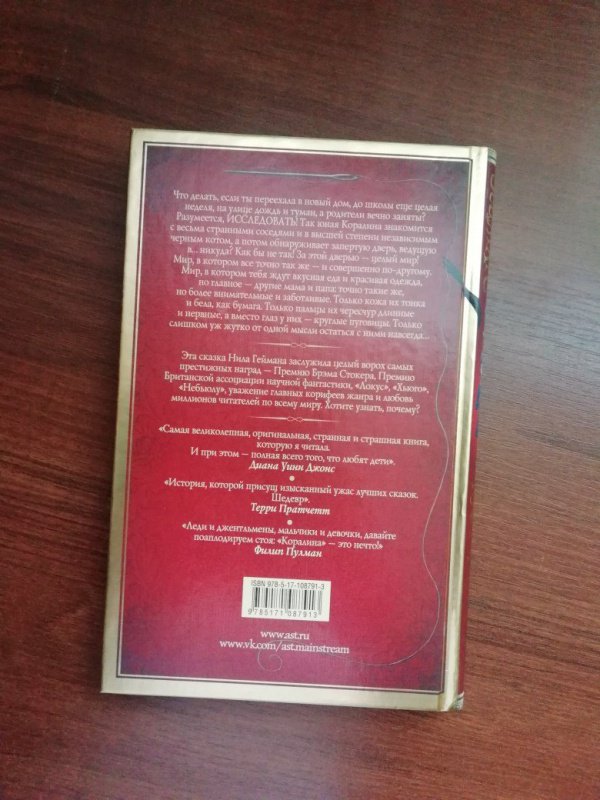 Что делать, если ты переехала в новый дом, до школы еще целая
неделя, на улице дождь и туман, а родители вечно заняты?
Разумеется, ИССЛЕДОВАТЬ! Так юная Коралина знакомится
с весьма странными соседями и в высшей степени независимым
черным котом, а потом обнаруживает запертую дверь, ведущую
в... никуда? Как бы не так! За этой дверью — целый мир!
Мир, в котором все точно так же — и совершенно по-другому.
Мир, в котором тебя ждут вкусная еда и красивая одежда,
но главное — другие мама и папа: точно такие же,
но более внимательные и заботливые. Только кожа их тонка
и бела, как бумага. Только пальцы их чересчур длинные
и нервные, а вместо глаз у них — круглые пуговицы. Только
слишком уж жутко от одной мысли остаться с ними навсегда...
Эта сказка Нила Геймана заслужила целый ворох самых
престижных наград — Премию Брэма Стокера, Премию
Британской ассоциации научной фантастики, «Локус», «Хьюго»,
«Небьюлу», уважение главных корифеев жанра и любовь
миллионов читателей по всему миру. Хотите узнать, почему?
«Самая великолепная, оригинальная, странная и страшная книга,
которую я читала.
И при этом — полная всего того, что любят дети».
Диана Уинн Джонс
«История, которой присущ изысканный ужас лучших сказок.
Шедевр».
Терри Пратчетт
«Леди и джентльмены, мальчики и девочки, давайте
поаплодируем стоя: «Коралина» — это нечто!»
Филип Пулман
ISBN 978-5-17-108791-3
9 785171 087913
www.ast.ru
www.vk.com/ast.mainstream